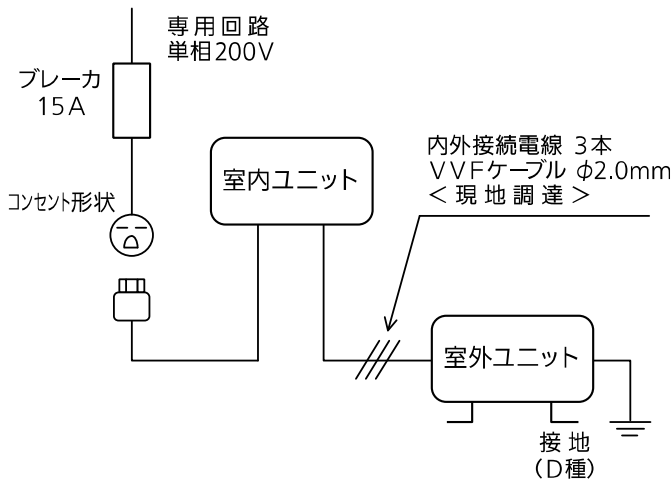 専用回路
単相200V
ブレーカ
15A
コンセント形状
室内ユニット
内外接続電線 3本
VVFケーブル φ2.0mm
＜現地調達＞
室外ユニット
接地
（D種）